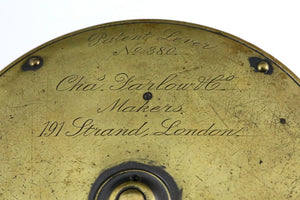 Patent Lever
No. 380.
Chas. Farlow & Co.
Makers,
191 Strand, London.